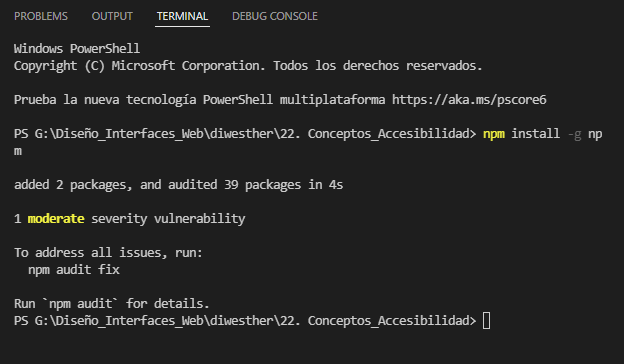 PROBLEMS OUTPUT TERMINAL DEBUG CONSOLE
Windows PowerShell
Copyright (C) Microsoft Corporation. Todos los derechos reservados.
Prueba la nueva tecnología PowerShell multiplataforma https://aka.ms/pscore6
PS G:\Diseño_Interfaces_Web\diwesther\22. Conceptos_Accesibilidad> npm install -g np
m
added 2 packages, and audited 39 packages in 4s
1 moderate severity vulnerability
To address all issues, run:
  npm audit fix
Run `npm audit` for details.
PS G:\Diseño_Interfaces_Web\diwesther\22. Conceptos_Accesibilidad>